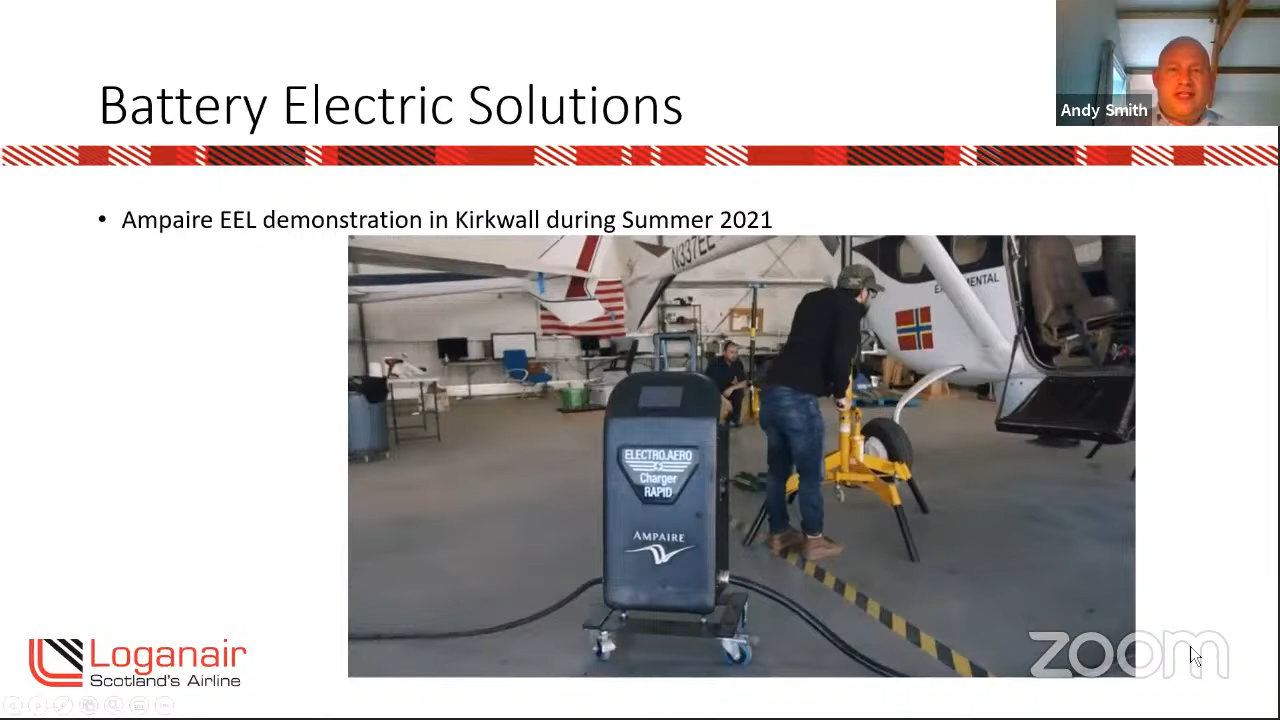 Battery Electric Solutions
Andy Smith
• Ampaire EEL demonstration in Kirkwall during Summer 2021
N337EE
EXPERIMENTAL
ELECTRO.AERO
Charger
RAPID
AMPAIRE
Loganair
Scotland's Airline
zoom